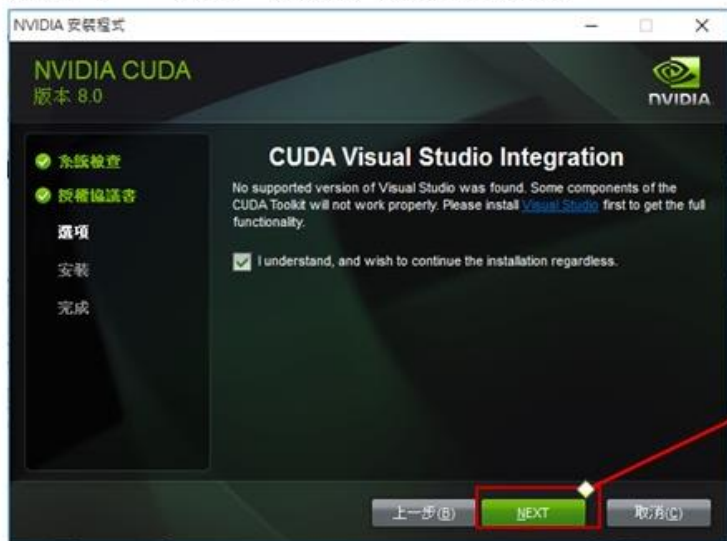 NVIDIA 安裝程式
NVIDIA CUDA
版本 8.0
NVIDIA
系統檢查
授權協議書
選項
安裝
完成
CUDA Visual Studio Integration
No supported version of Visual Studio was found. Some components of the
CUDA Toolkit will not work properly. Please install Visual Studio first to get the full
functionality.
I understand, and wish to continue the installation regardless.
上一步(B)
NEXT
取消(C)